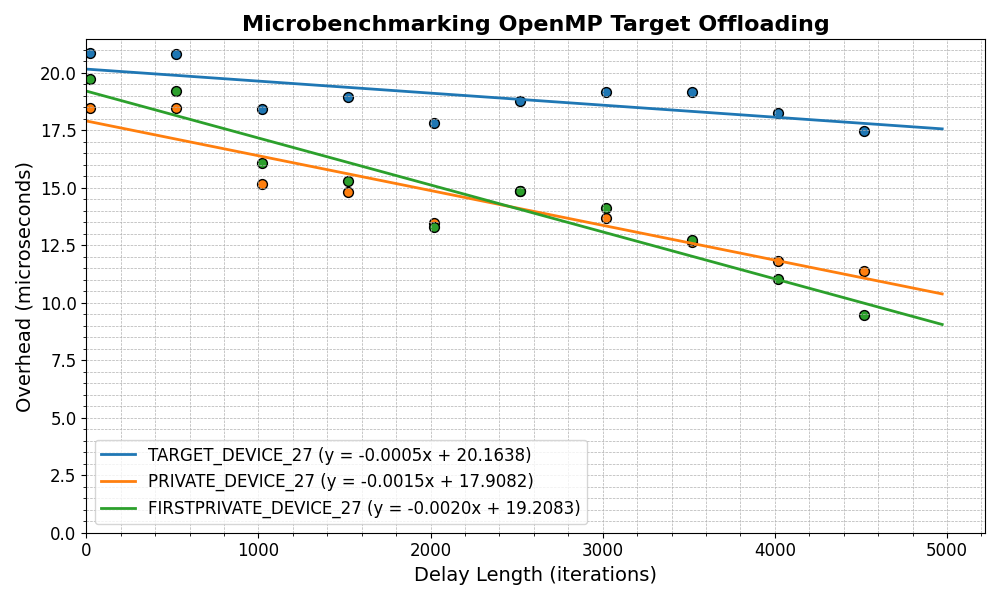 Microbenchmarking OpenMP Target Offloading
Overhead (microseconds)
20.0
17.5
15.0
12.5
10.0
7.5
5.0
2.5
0.0
TARGET_DEVICE_27 (y = -0.0005x + 20.1638)
PRIVATE_DEVICE_27 (y = -0.0015x + 17.9082)
FIRSTPRIVATE_DEVICE_27 (y = -0.0020x + 19.2083)
0 1000 2000 3000 4000 5000
Delay Length (iterations)